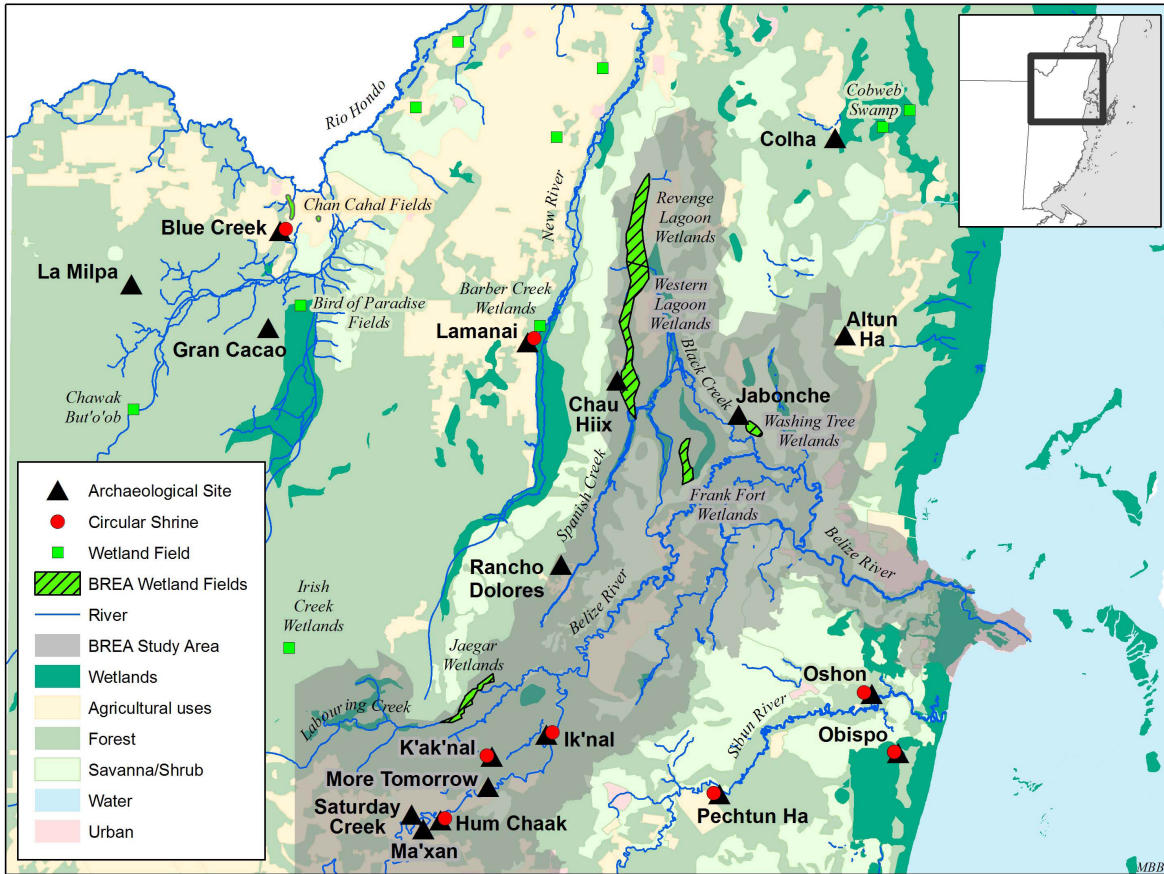 Rio Hondo
Cobweb
Swamp
Colha
Chan Cahal Fields
New River
Revenge
Lagoon
Wetlands
Blue Creek
La Milpa
Barber Creek
Wetlands
Western
Lagoon
Wetlands
Bird of Paradise
Fields
Lamanai
Altun
Ha
Gran Cacao
Black Creek
Chau
Hiix
Jabonche
Chawak
But'o'ob
Washing Tree
Wetlands
Spanish Creek
Frank Fort
Wetlands
Archaeological Site
Circular Shrine
Wetland Field
BREA Wetland Fields
River
BREA Study Area
Wetlands
Agricultural uses
Forest
Savanna/Shrub
Water
Urban
Rancho
Dolores
Belize River
Belize River
Irish
Creek
Wetlands
Jaegar
Wetlands
Labouring Creek
Oshon
Sibun River
K'ak'nal
Ik'nal
Obispo
More Tomorrow
Saturday
Creek
Hum Chaak
Pechtun Ha
Ma'xan
MBB